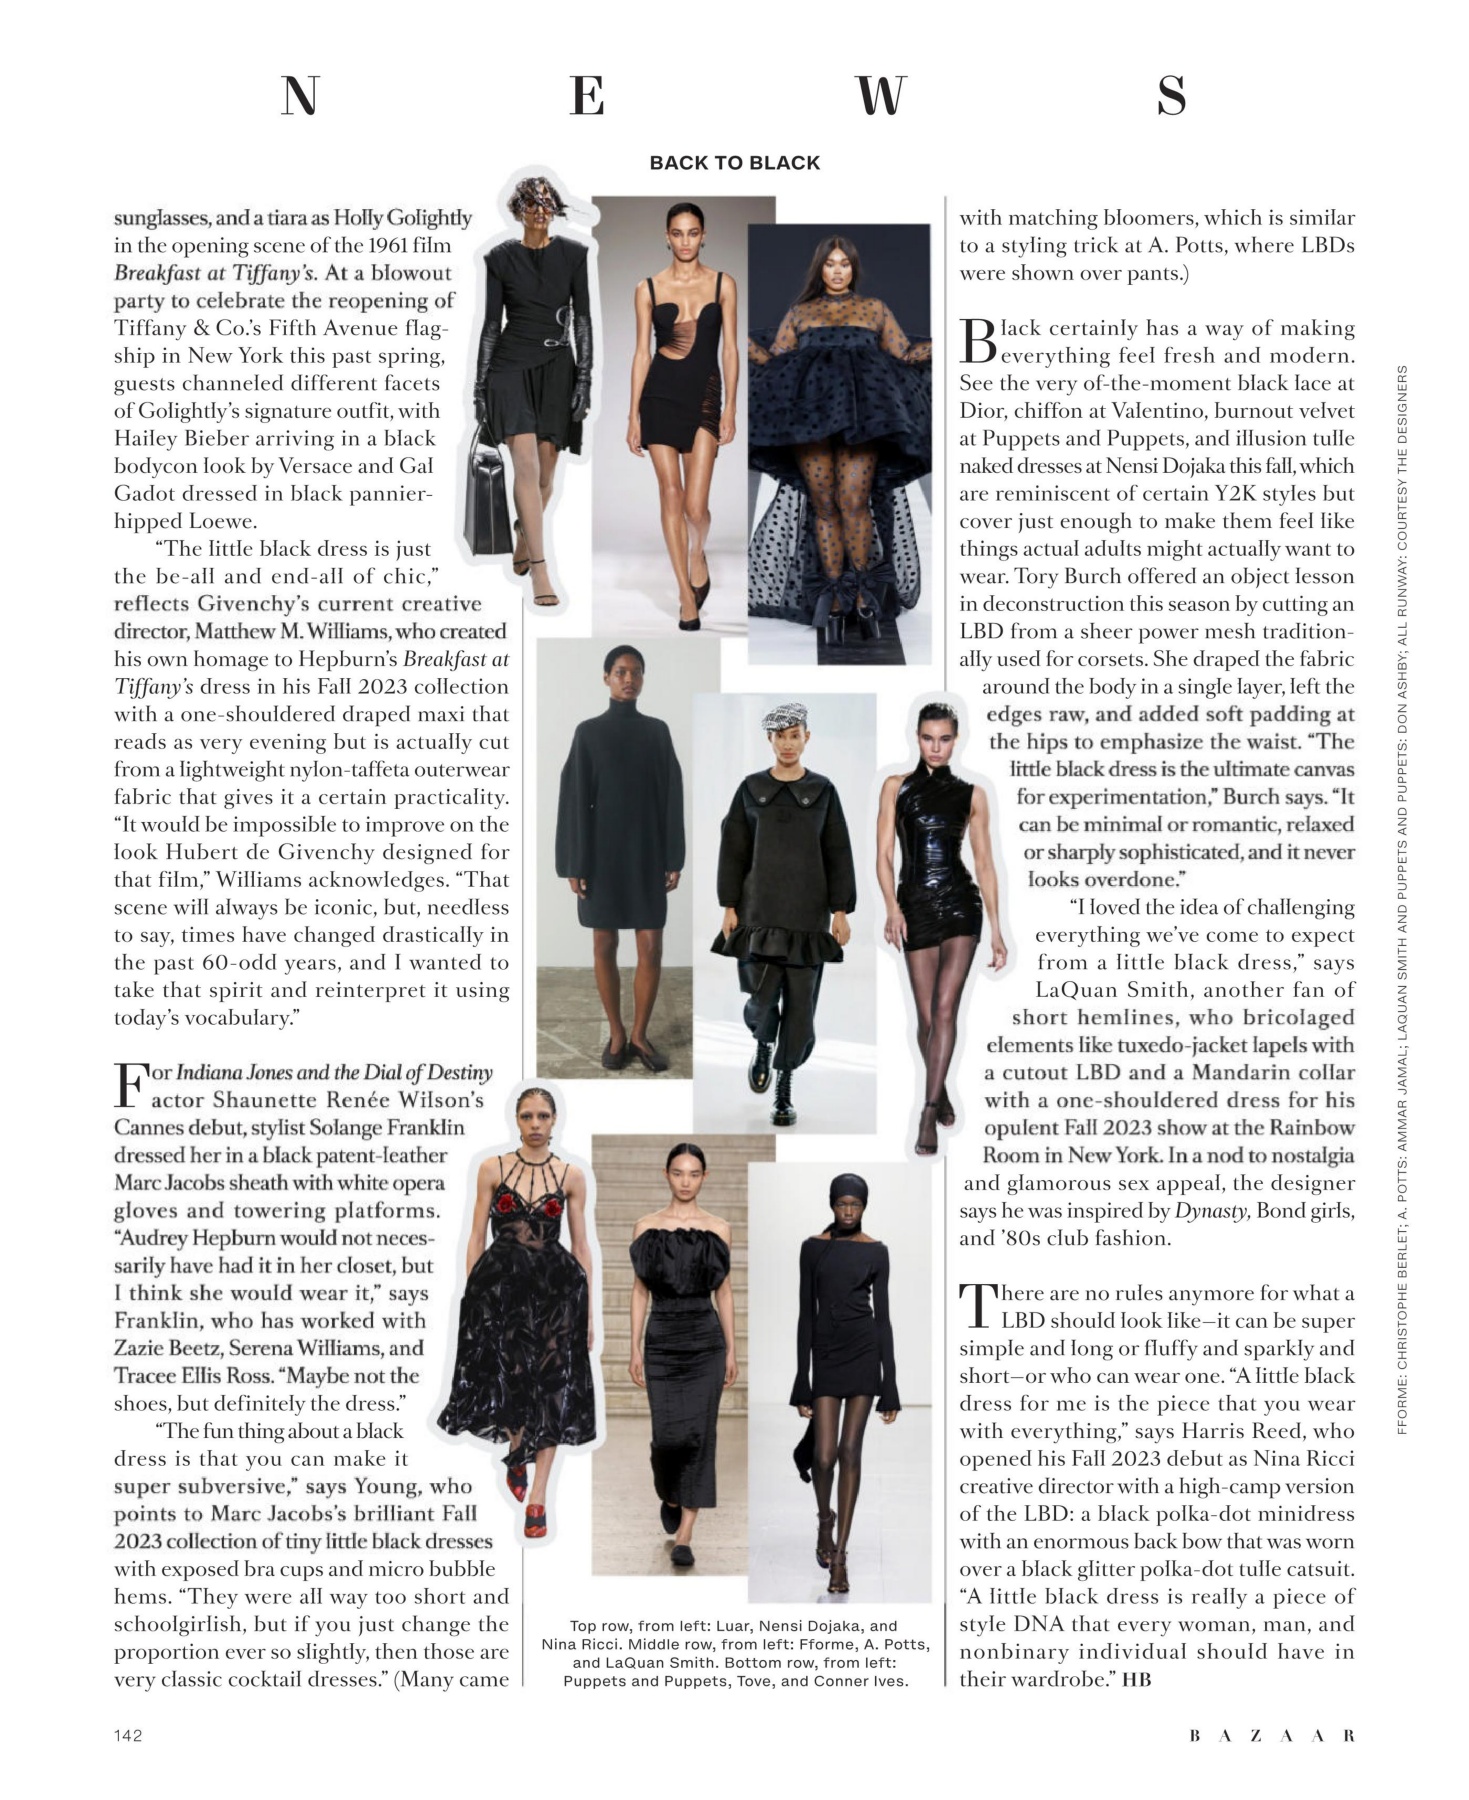 N E W S
BACK TO BLACK
sunglasses, and a tiara as Holly Golightly
in the opening scene of the 1961 film
Breakfast at Tiffany's. At a blowout
party to celebrate the reopening of
Tiffany & Co.'s Fifth Avenue flag-
ship in New York this past spring,
guests channeled different facets
of Golightly's signature outfit, with
Hailey Bieber arriving in a black
bodycon look by Versace and Gal
Gadot dressed in black pannier-
hipped Loewe.
“The little black dress is just
the be-all and end-all of chic,”
reflects Givenchy's current creative
director, Matthew M. Williams, who created
his own homage to Hepburn's Breakfast at
Tiffany's dress in his Fall 2023 collection
with a one-shouldered draped maxi that
reads as very evening but is actually cut
from a lightweight nylon-taffeta outerwear
fabric that gives it a certain practicality.
“It would be impossible to improve on the
look Hubert de Givenchy designed for
that film,” Williams acknowledges. “That
scene will always be iconic, but, needless
to say, times have changed drastically in
the past 60-odd years, and I wanted to
take that spirit and reinterpret it using
today's vocabulary.”
For Indiana Jones and the Dial of Destiny
actor Shaunette Renée Wilson's
Cannes debut, stylist Solange Franklin
dressed her in a black patent-leather
Marc Jacobs sheath with white opera
gloves and towering platforms.
“Audrey Hepburn would not neces-
sarily have had it in her closet, but
I think she would wear it,” says
Franklin, who has worked with
Zazie Beetz, Serena Williams, and
Tracee Ellis Ross. “Maybe not the
shoes, but definitely the dress.”
“The fun thing about a black
dress is that you can make it
super subversive,” says Young, who
points to Marc Jacobs's brilliant Fall
2023 collection of tiny little black dresses
with exposed bra cups and micro bubble
hems. “They were all way too short and
schoolgirlish, but if you just change the
proportion ever so slightly, then those are
very classic cocktail dresses.” (Many came
Top row, from left: Luar, Nensi Dojaka, and
Nina Ricci. Middle row, from left: Fforme, A. Potts,
and LaQuan Smith. Bottom row, from left:
Puppets and Puppets, Tove, and Conner Ives.
with matching bloomers, which is similar
to a styling trick at A. Potts, where LBDs
were shown over pants.)
Black certainly has a way of making
everything feel fresh and modern.
See the very of-the-moment black lace at
Dior, chiffon at Valentino, burnout velvet
at Puppets and Puppets, and illusion tulle
naked dresses at Nensi Dojaka this fall, which
are reminiscent of certain Y2K styles but
cover just enough to make them feel like
things actual adults might actually want to
wear. Tory Burch offered an object lesson
in deconstruction this season by cutting an
LBD from a sheer power mesh tradition-
ally used for corsets. She draped the fabric
around the body in a single layer, left the
edges raw, and added soft padding at
the hips to emphasize the waist. “The
little black dress is the ultimate canvas
for experimentation,” Burch says. “It
can be minimal or romantic, relaxed
or sharply sophisticated, and it never
looks overdone.”
“I loved the idea of challenging
everything we've come to expect
from a little black dress,” says
LaQuan Smith, another fan of
short hemlines, who bricolaged
elements like tuxedo-jacket lapels with
a cutout LBD and a Mandarin collar
with a one-shouldered dress for his
opulent Fall 2023 show at the Rainbow
Room in New York. In a nod to nostalgia
and glamorous sex appeal, the designer
says he was inspired by Dynasty, Bond girls,
and '80s club fashion.
There are no rules anymore for what a
LBD should look like—it can be super
simple and long or fluffy and sparkly and
short—or who can wear one. “A little black
dress for me is the piece that you wear
with everything,” says Harris Reed, who
opened his Fall 2023 debut as Nina Ricci
creative director with a high-camp version
of the LBD: a black polka-dot minidress
with an enormous back bow that was worn
over a black glitter polka-dot tulle catsuit.
“A little black dress is really a piece of
style DNA that every woman, man, and
nonbinary individual should have in
their wardrobe.” HB
FFORME: CHRISTOPHE BERLET; A. POTTS: AMMAR JAMAL; LAQUAN SMITH AND PUPPETS AND PUPPETS: DON ASHBY; ALL RUNWAY: COURTESY THE DESIGNERS
142
BAZAAR